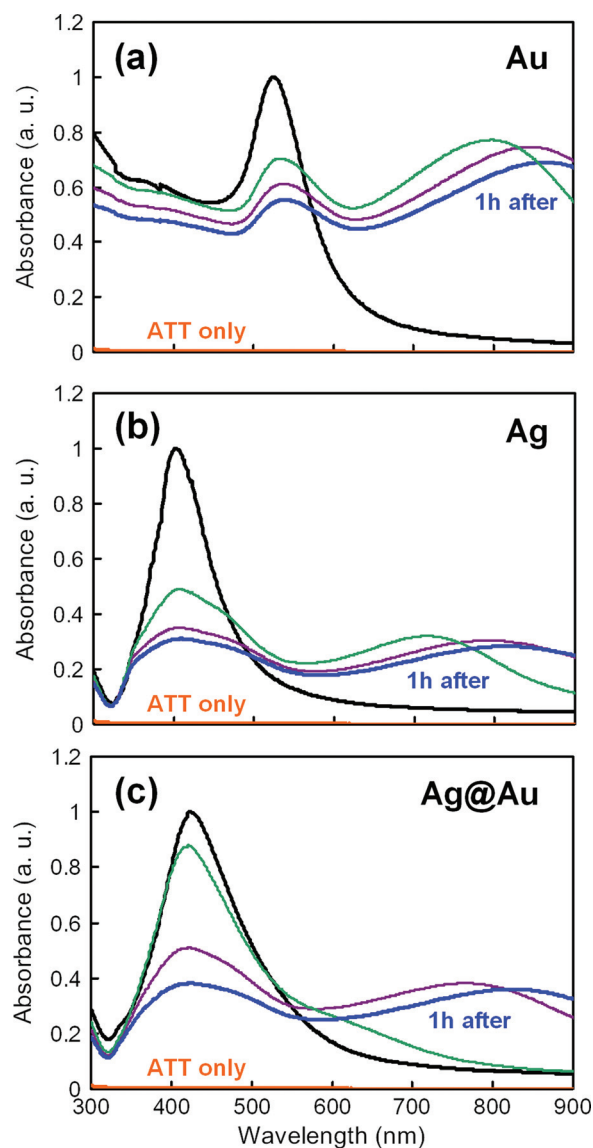 (a) Au
1.2
1
0.8
0.6
0.4
0.2
0
Absorbance (a. u.)
1h after
ATT only
(b) Ag
1.2
1
0.8
0.6
0.4
0.2
0
Absorbance (a. u.)
1h after
ATT only
(c) Ag@Au
1.2
1
0.8
0.6
0.4
0.2
0
Absorbance (a. u.)
1h after
ATT only
300 400 500 600 700 800 900
Wavelength (nm)